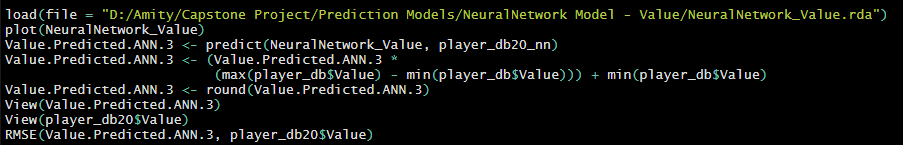 load(file = "D:/Amity/Capstone Project/Prediction Models/NeuralNetwork Model - Value/NeuralNetwork_Value.rda")
plot(NeuralNetwork_Value)
Value.Predicted.ANN.3 <- predict(NeuralNetwork_Value, player_db20_nn)
Value.Predicted.ANN.3 <- (Value.Predicted.ANN.3 *
(max(player_db$Value) - min(player_db$Value))) + min(player_db$Value)
Value.Predicted.ANN.3 <- round(Value.Predicted.ANN.3)
View(Value.Predicted.ANN.3)
View(player_db20$Value)
RMSE(Value.Predicted.ANN.3, player_db20$Value)